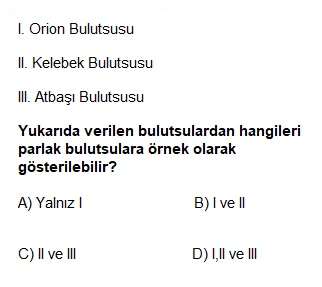 I. Orion Bulutsusu
II. Kelebek Bulutsusu
III. Atbaşı Bulutsusu
Yukarıda verilen bulutsulardan hangileri
parlak bulutsulara örnek olarak
gösterilebilir?
A) Yalnız I B) I ve II
C) II ve III D) I,II ve III